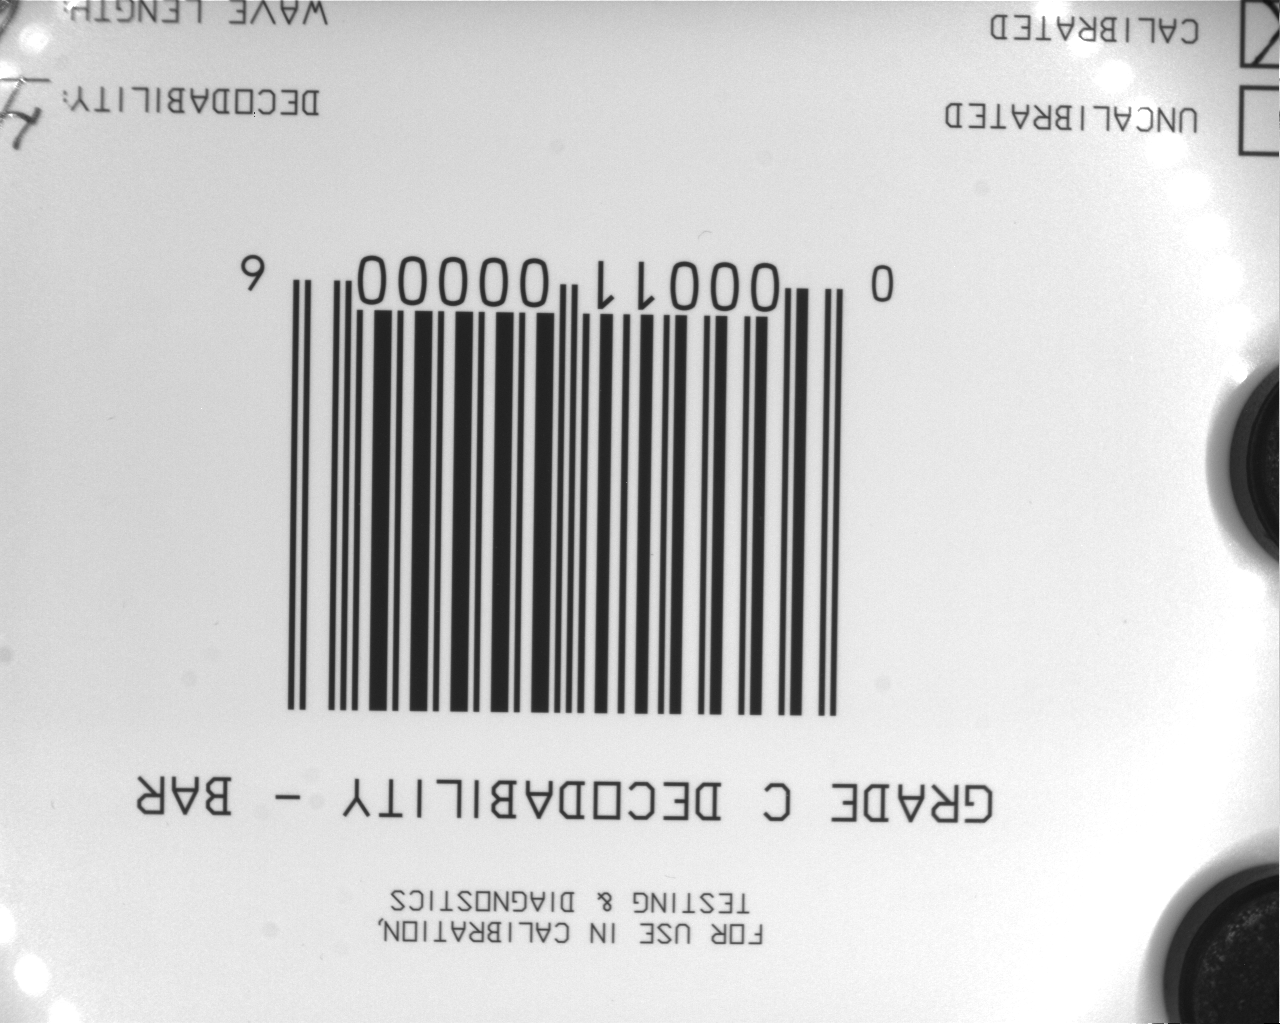 FOR USE IN CALIBRATION,
TESTING & DIAGNOSTICS
GRADE C DECODABILITY - BAR
0 00011 00000 6
UNCALIBRATED DECODABILITY:
CALIBRATED WAVE LENGTH: